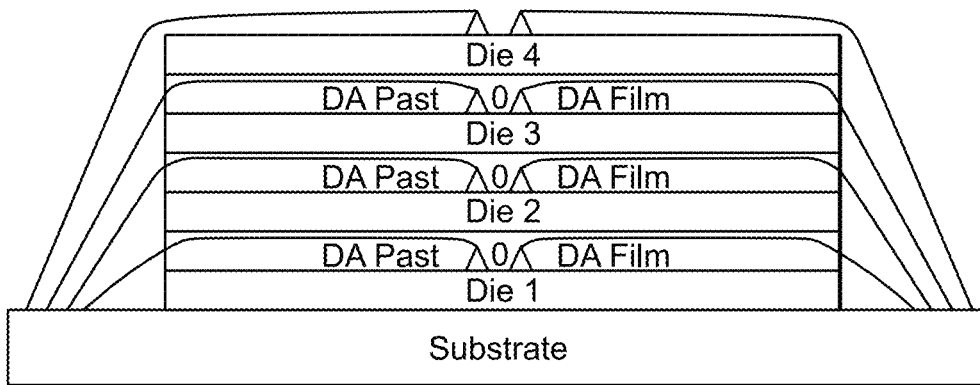 Die 4
DA Past 0 DA Film
Die 3
DA Past 0 DA Film
Die 2
DA Past 0 DA Film
Die 1
Substrate